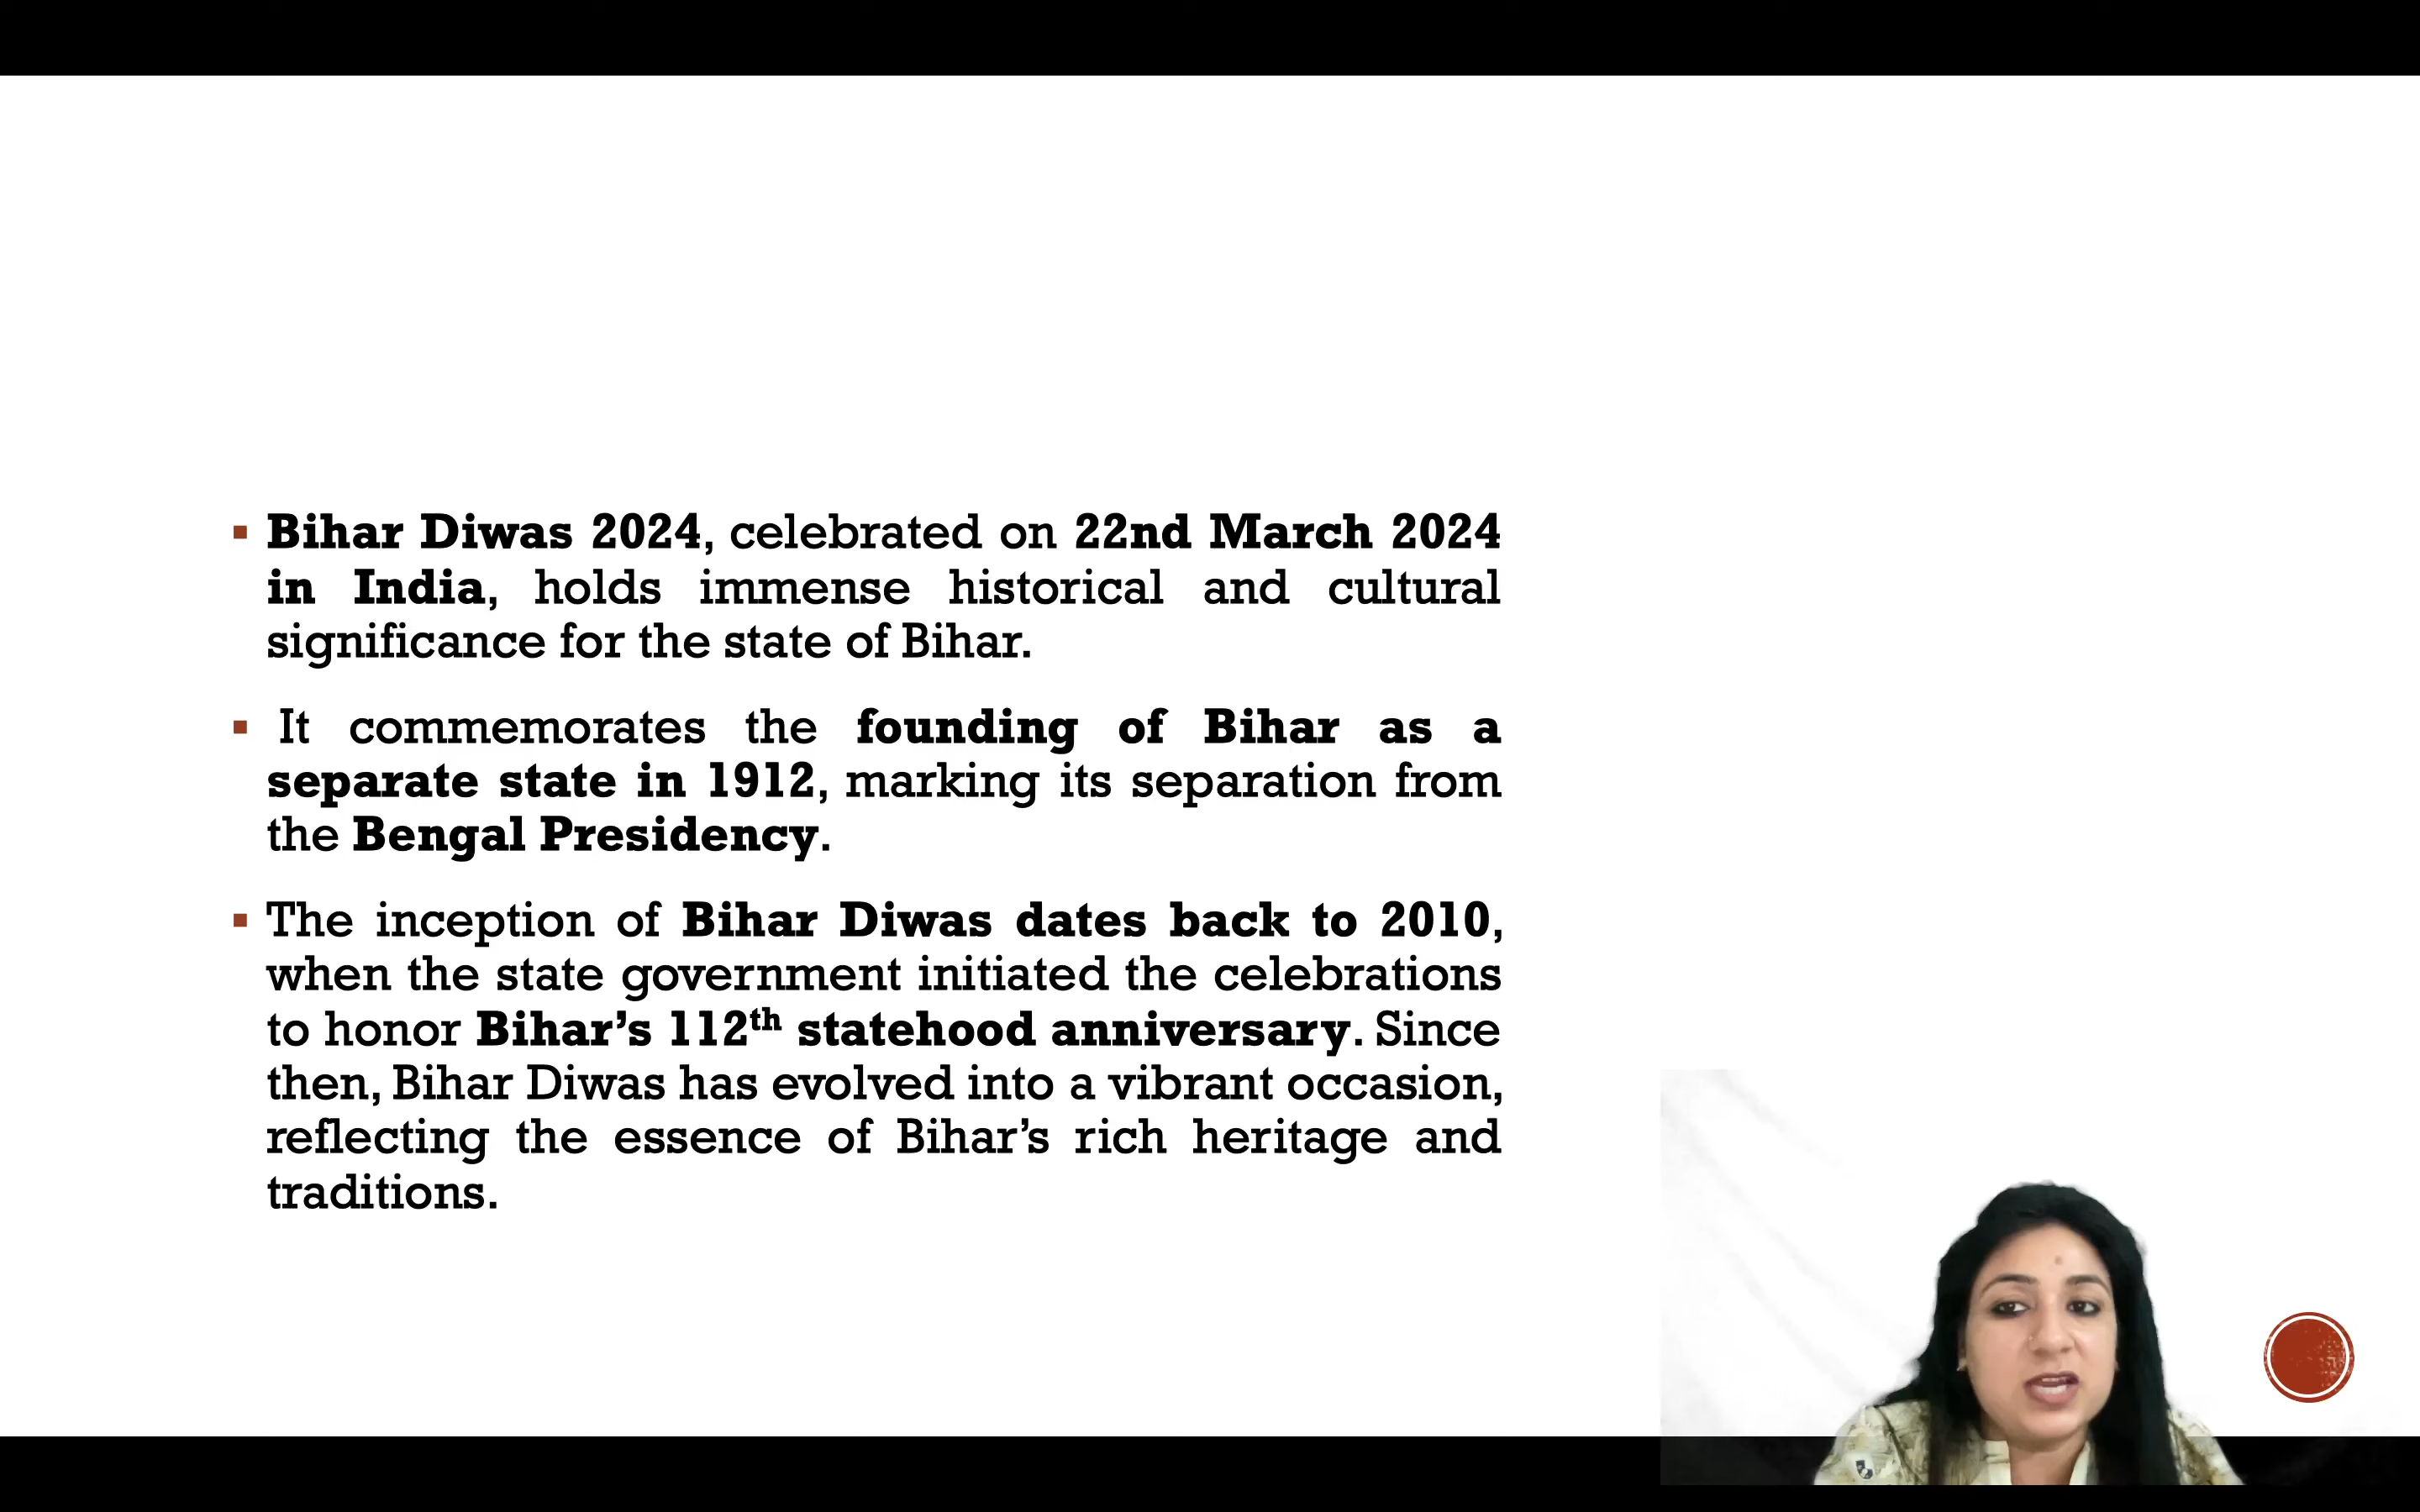 Bihar Diwas 2024, celebrated on 22nd March 2024
in India, holds immense historical and cultural
significance for the state of Bihar.
It commemorates the founding of Bihar as a
separate state in 1912, marking its separation from
the Bengal Presidency.
The inception of Bihar Diwas dates back to 2010,
when the state government initiated the celebrations
to honor Bihar’s 112th statehood anniversary. Since
then, Bihar Diwas has evolved into a vibrant occasion,
reflecting the essence of Bihar’s rich heritage and
traditions.